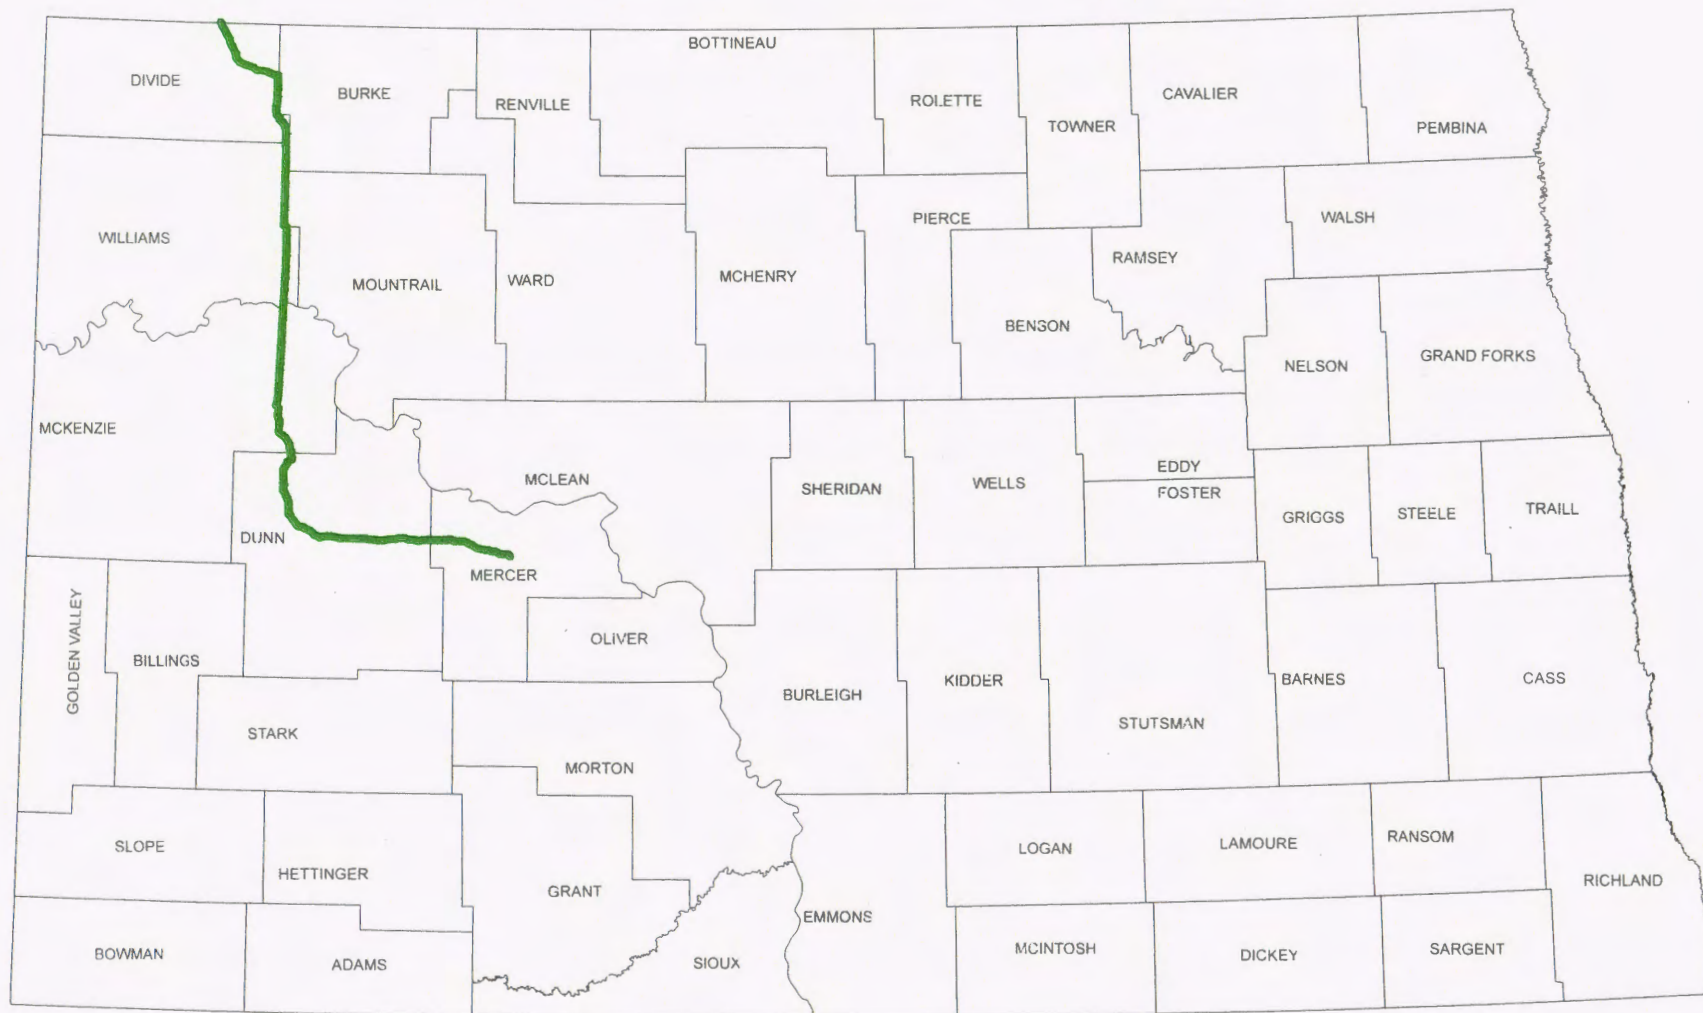 BOTTINEAU
DIVIDE
BURKE
RENVILLE
ROLETTE
CAVALIER
TOWNER
PEMBINA
WILLIAMS
PIERCE
WALSH
MOUNTRAIL
WARD
MCHENRY
RAMSEY
BENSON
NELSON
GRAND FORKS
MCKENZIE
MCLEAN
SHERIDAN
WELLS
EDDY
FOSTER
GRIGGS
STEELE
TRAILL
DUNN
MERCER
GOLDEN VALLEY
BILLINGS
OLIVER
BURLEIGH
KIDDER
BARNES
CASS
STARK
STUTSMAN
MORTON
SLOPE
HETTINGER
GRANT
LOGAN
LAMOURE
RANSOM
RICHLAND
EMMONS
BOWMAN
ADAMS
SIOUX
MCINTOSH
DICKEY
SARGENT